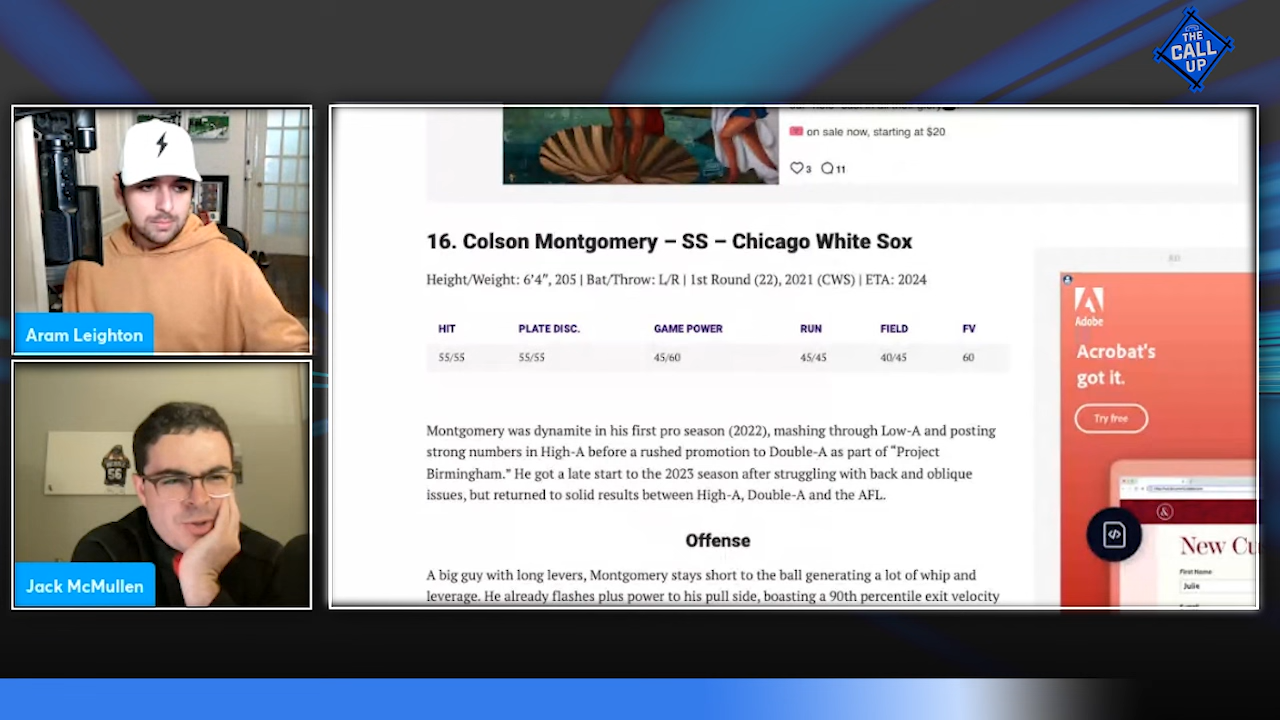 THE
CALL
UP
on sale now, starting at $20
3 11
16. Colson Montgomery – SS – Chicago White Sox
Height/Weight: 6'4", 205 | Bat/Throw: L/R | 1st Round (22), 2021 (CWS) | ETA: 2024
HIT PLATE DISC. GAME POWER RUN FIELD FV
55/55 55/55 45/60 45/45 40/45 60
Montgomery was dynamite in his first pro season (2022), mashing through Low-A and posting
strong numbers in High-A before a rushed promotion to Double-A as part of “Project
Birmingham.” He got a late start to the 2023 season after struggling with back and oblique
issues, but returned to solid results between High-A, Double-A and the AFL.
Offense
A big guy with long levers, Montgomery stays short to the ball generating a lot of whip and
leverage. He already flashes plus power to his pull side, boasting a 90th percentile exit velocity
Adobe
Acrobat's
got it.
Try free
</>
&
New Cu
First Name
Julie
Aram Leighton
56
Jack McMullen